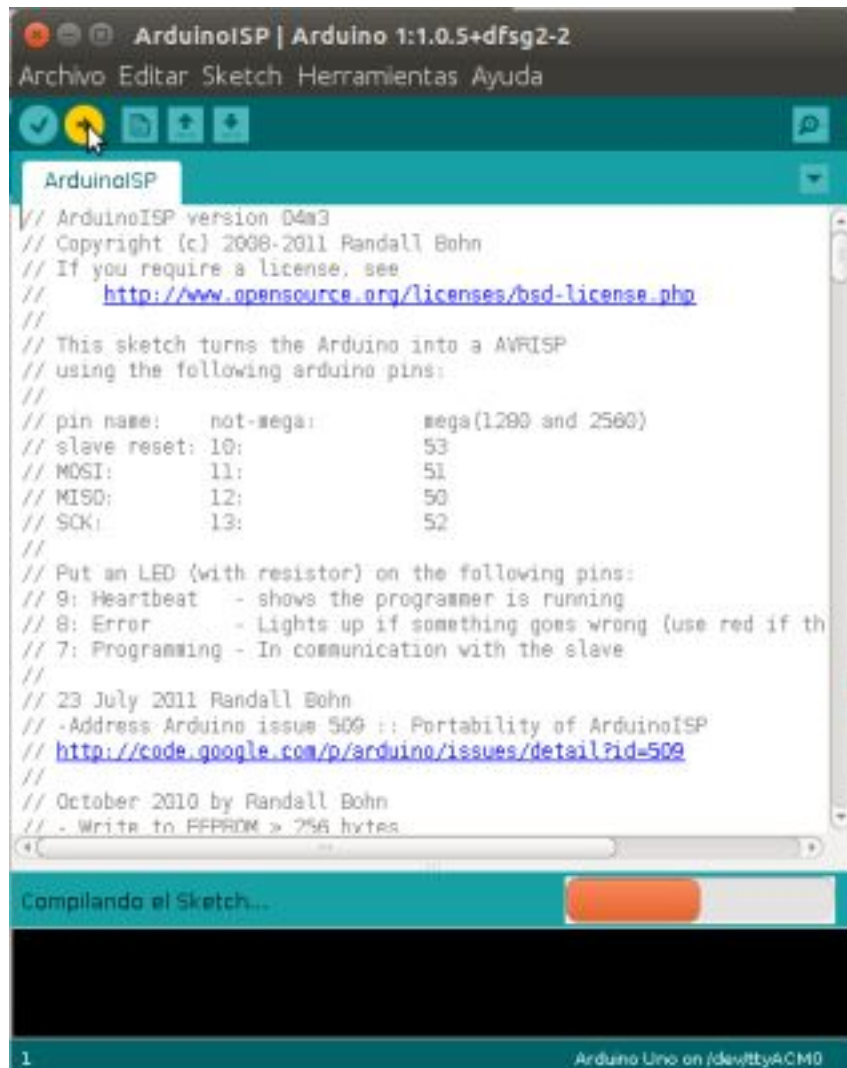 ArduinoISP | Arduino 1:1.0.5+dfsg2-2
Archivo Editar Sketch Herramientas Ayuda
ArduinoISP
// ArduinoISP version 04m3
// Copyright (c) 2008-2011 Randall Bohn
// If you require a license, see
//     http://www.opensource.org/licenses/bsd-license.php
//
// This sketch turns the Arduino into a AVRISP
// using the following arduino pins:
//
// pin name:    not-mega:         mega(1280 and 2560)
// slave reset: 10:               53
// MOSI:        11:               51
// MISO:        12:               50
// SCK:         13:               52
//
// Put an LED (with resistor) on the following pins:
// 9: Heartbeat   - shows the programmer is running
// 8: Error       - Lights up if something goes wrong (use red if th
// 7: Programming - In communication with the slave
//
// 23 July 2011 Randall Bohn
// -Address Arduino issue 509 :: Portability of ArduinoISP
// http://code.google.com/p/arduino/issues/detail?id=509
//
// October 2010 by Randall Bohn
// - Write to EEPROM > 256 bytes
Compilando el Sketch...
1
Arduino Uno on /dev/ttyACM0